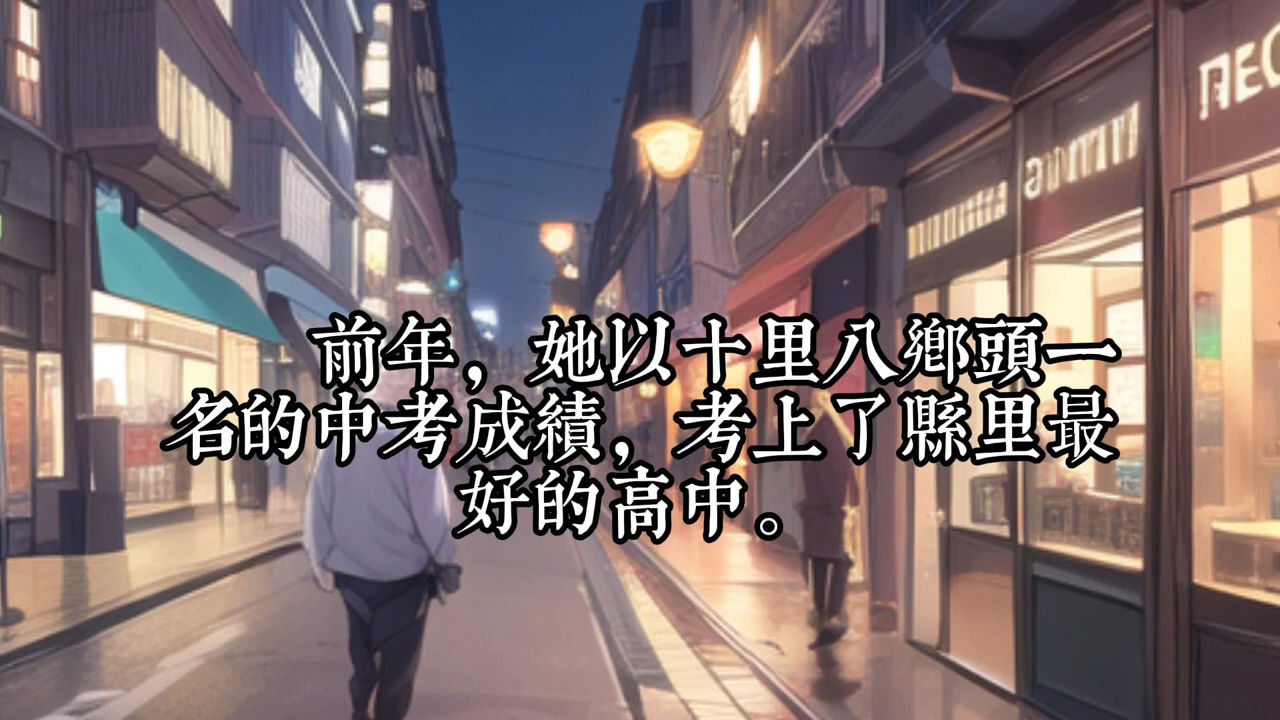 前年，她以十里八鄉頭一
名的中考成績，考上了縣里最
好的高中。